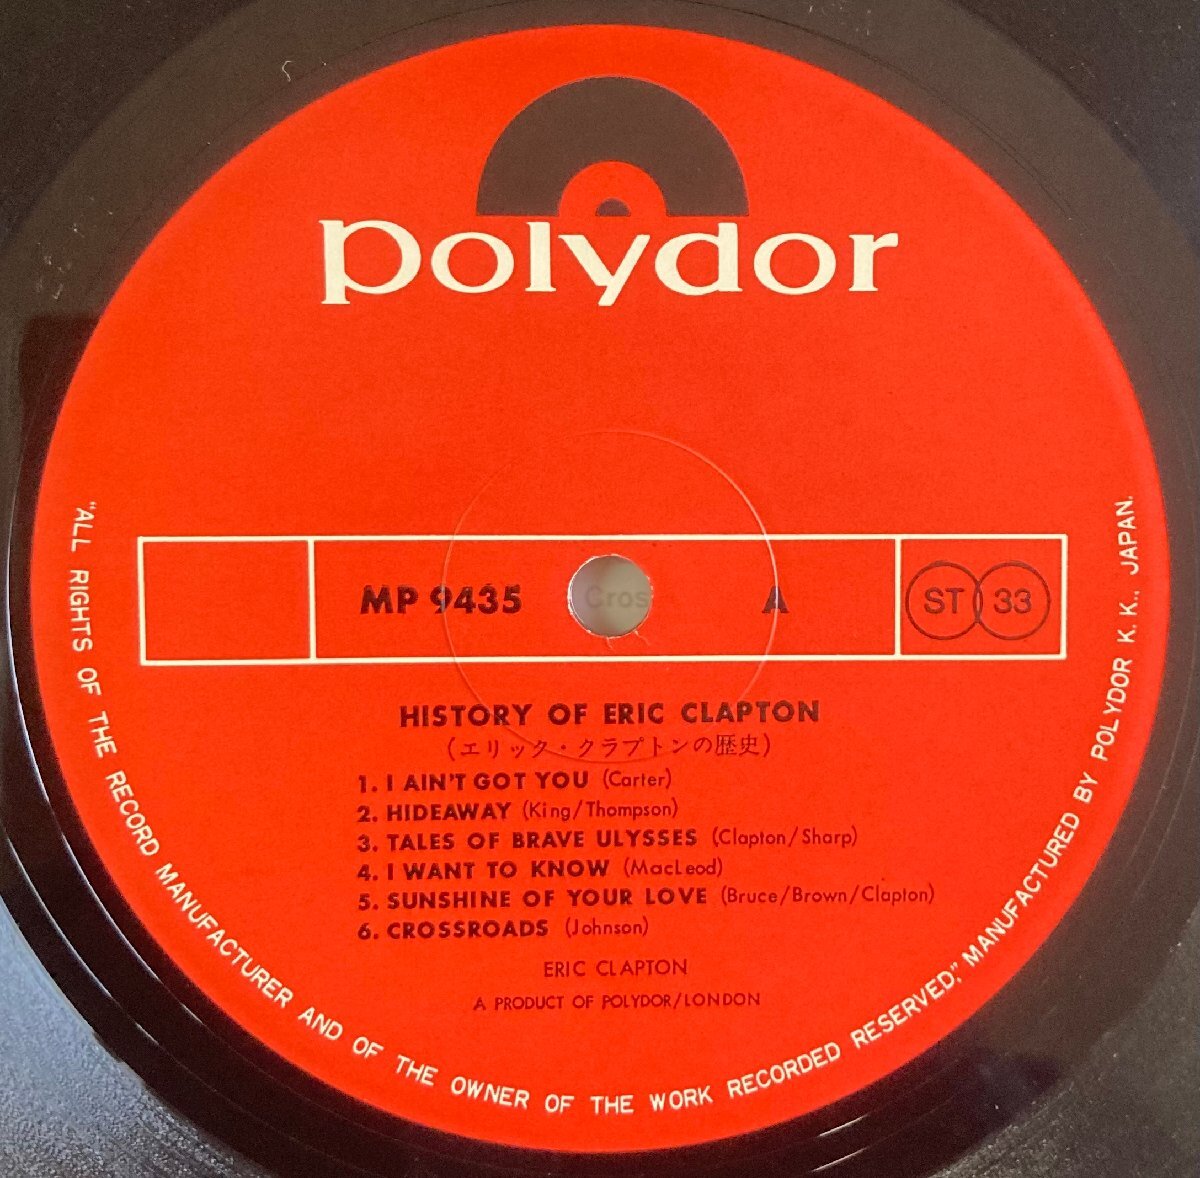 polydor
MP 9435
Cros
A
ST 33
HISTORY OF ERIC CLAPTON
(エリック・クラプトンの歴史)
1. I AIN'T GOT YOU (Carter)
2. HIDEAWAY (King/Thompson)
3. TALES OF BRAVE ULYSSES (Clapton/Sharp)
4. I WANT TO KNOW (MacLeod)
5. SUNSHINE OF YOUR LOVE (Bruce/Brown/Clapton)
6. CROSSROADS (Johnson)
ERIC CLAPTON
A PRODUCT OF POLYDOR/LONDON
"ALL RIGHTS OF THE RECORD MANUFACTURER AND OF THE OWNER OF THE WORK RECORDED RESERVED," MANUFACTURED BY POLYDOR K. K., JAPAN.